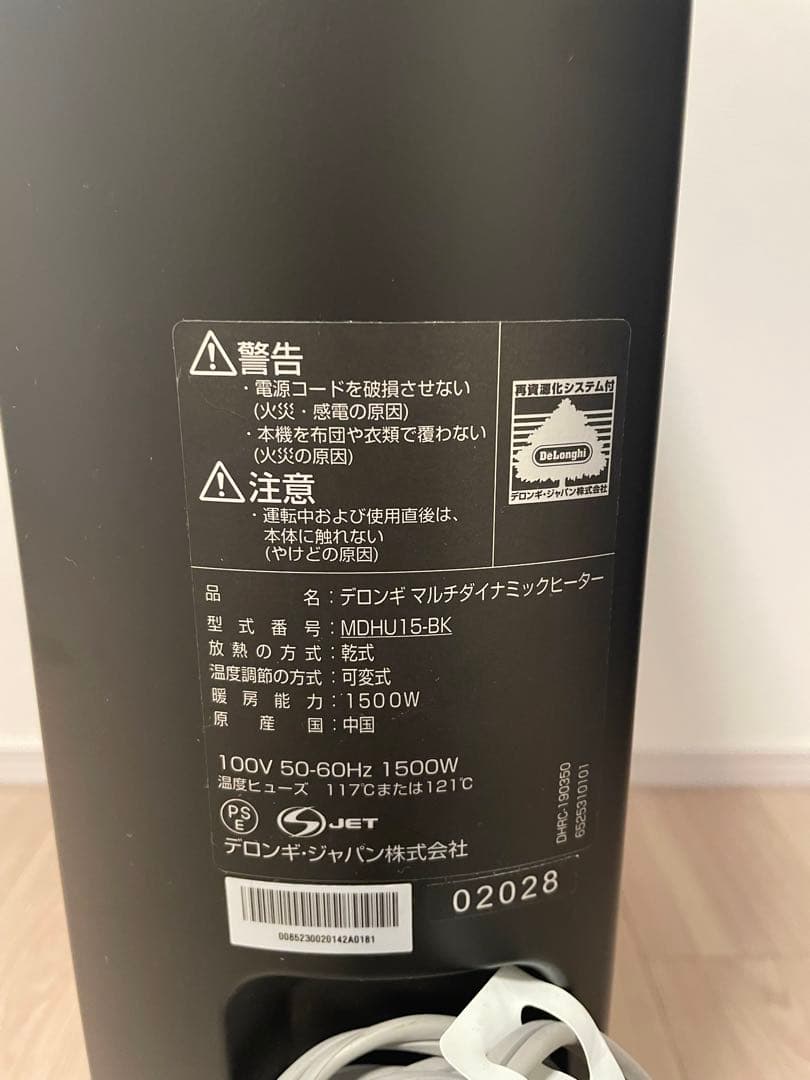 警告
・電源コードを破損させない
(火災・感電の原因)
・本機を布団や衣類で覆わない
(火災の原因)
注意
・運転中および使用直後は、
本体に触れない
(やけどの原因)
再資源化システム付
DeLonghi
デロンギ・ジャパン株式会社
品名：デロンギ マルチダイナミックヒーター
型式番号：MDHU15-BK
放熱の方式：乾式
温度調節の方式：可変式
暖房能力：1500W
原産国：中国
100V 50-60Hz 1500W
温度ヒューズ 117℃または121℃
PS
E
JET
デロンギ・ジャパン株式会社
DHRC-190350
6525310101
0085230020142A0181
02028